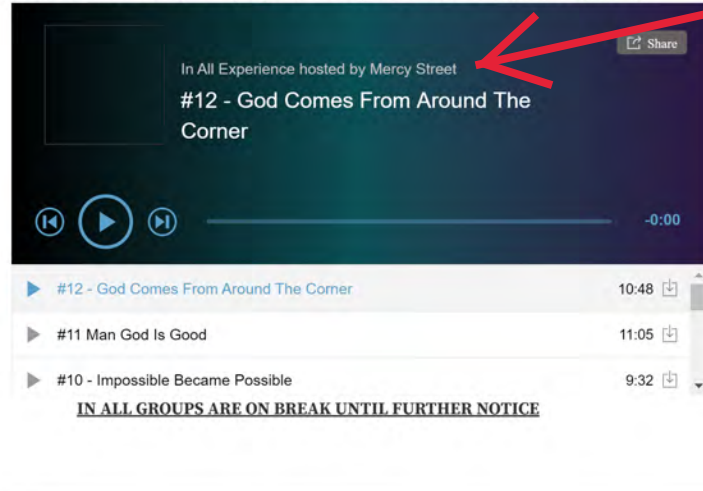 Share
In All Experience hosted by Mercy Street
#12 - God Comes From Around The
Corner
-0:00
#12 - God Comes From Around The Corner 10:48
#11 Man God Is Good 11:05
#10 - Impossible Became Possible 9:32
IN ALL GROUPS ARE ON BREAK UNTIL FURTHER NOTICE